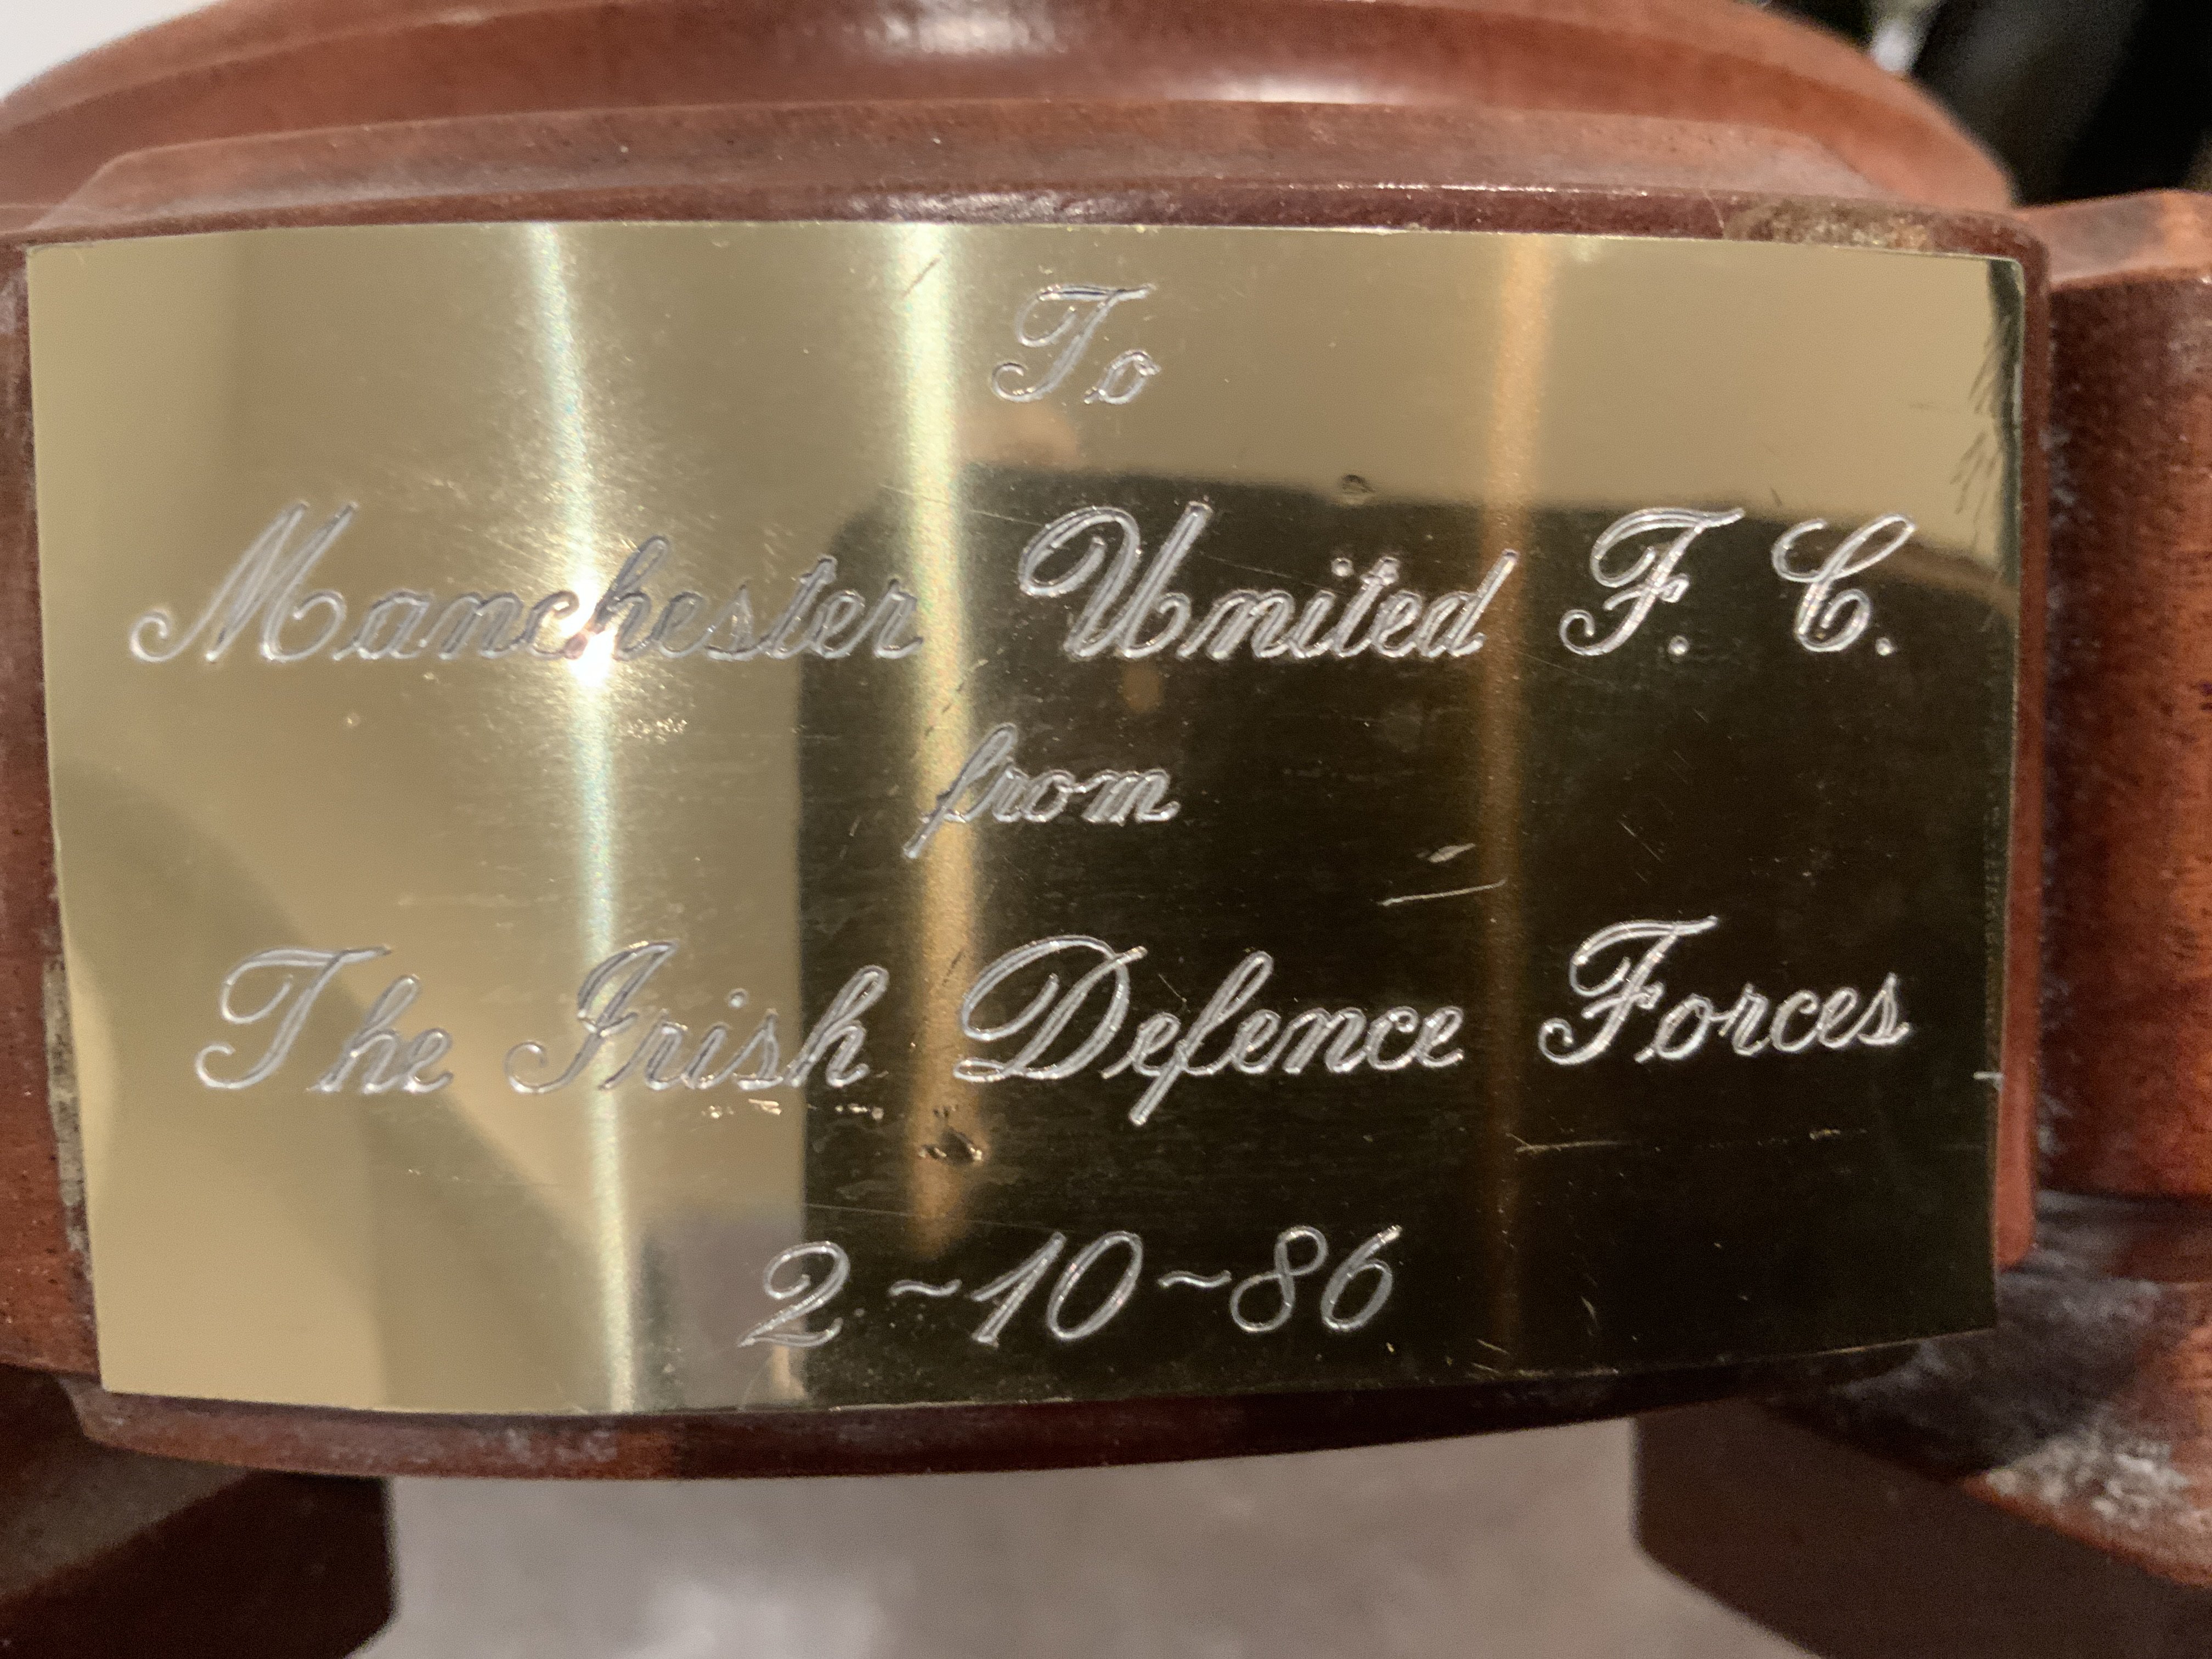 To
Manchester United F. C.
from
The Irish Defence Forces
2~10~86